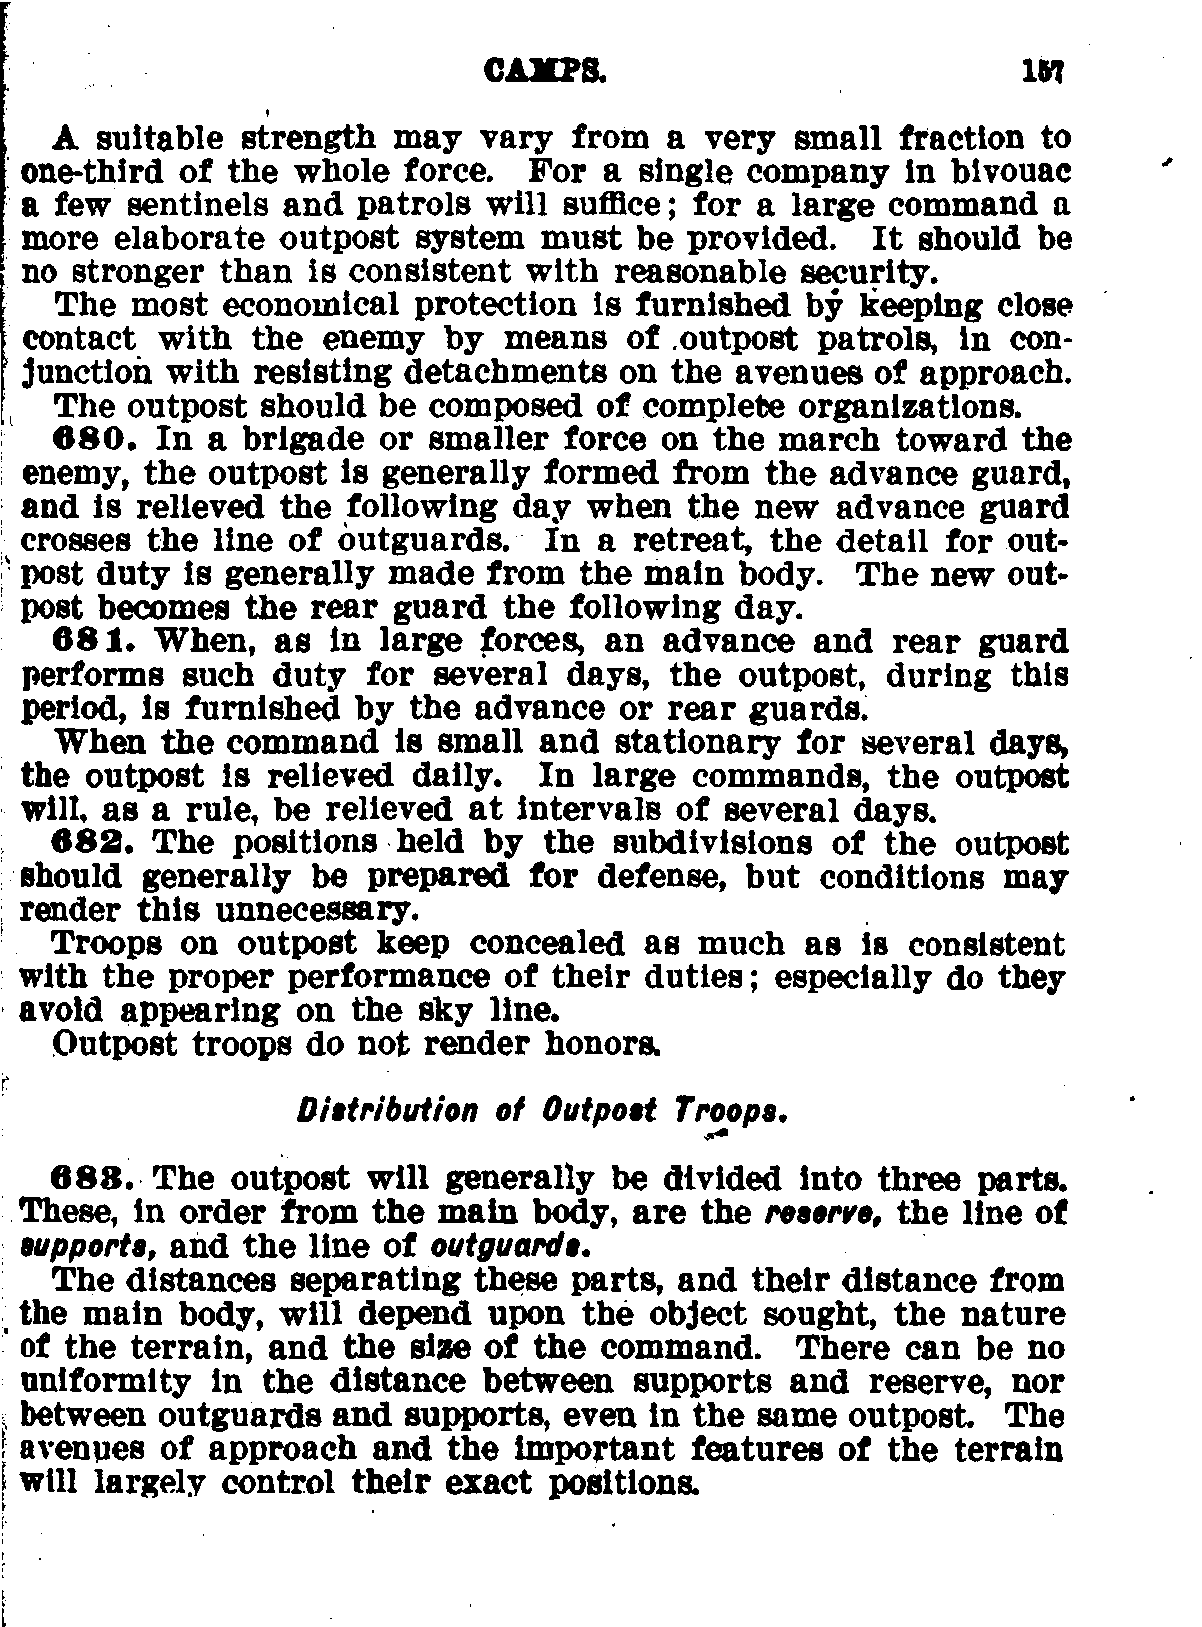 CAMPS. 157
A suitable strength may vary from a very small fraction to
one-third of the whole force. For a single company in bivouac
a few sentinels and patrols will suffice; for a large command a
more elaborate outpost system must be provided. It should be
no stronger than is consistent with reasonable security.
The most economical protection is furnished by keeping close
contact with the enemy by means of outpost patrols, in con-
junction with resisting detachments on the avenues of approach.
The outpost should be composed of complete organizations.
680. In a brigade or smaller force on the march toward the
enemy, the outpost is generally formed from the advance guard,
and is relieved the following day when the new advance guard
crosses the line of outguards. In a retreat, the detail for out-
post duty is generally made from the main body. The new out-
post becomes the rear guard the following day.
681. When, as in large forces, an advance and rear guard
performs such duty for several days, the outpost, during this
period, is furnished by the advance or rear guards.
When the command is small and stationary for several days,
the outpost is relieved daily. In large commands, the outpost
will, as a rule, be relieved at intervals of several days.
682. The positions held by the subdivisions of the outpost
should generally be prepared for defense, but conditions may
render this unnecessary.
Troops on outpost keep concealed as much as is consistent
with the proper performance of their duties; especially do they
avoid appearing on the sky line.
Outpost troops do not render honors.
Distribution of Outpost Troops.
683. The outpost will generally be divided into three parts.
These, in order from the main body, are the reserve, the line of
supports, and the line of outguards.
The distances separating these parts, and their distance from
the main body, will depend upon the object sought, the nature
of the terrain, and the size of the command. There can be no
uniformity in the distance between supports and reserve, nor
between outguards and supports, even in the same outpost. The
avenues of approach and the important features of the terrain
will largely control their exact positions.